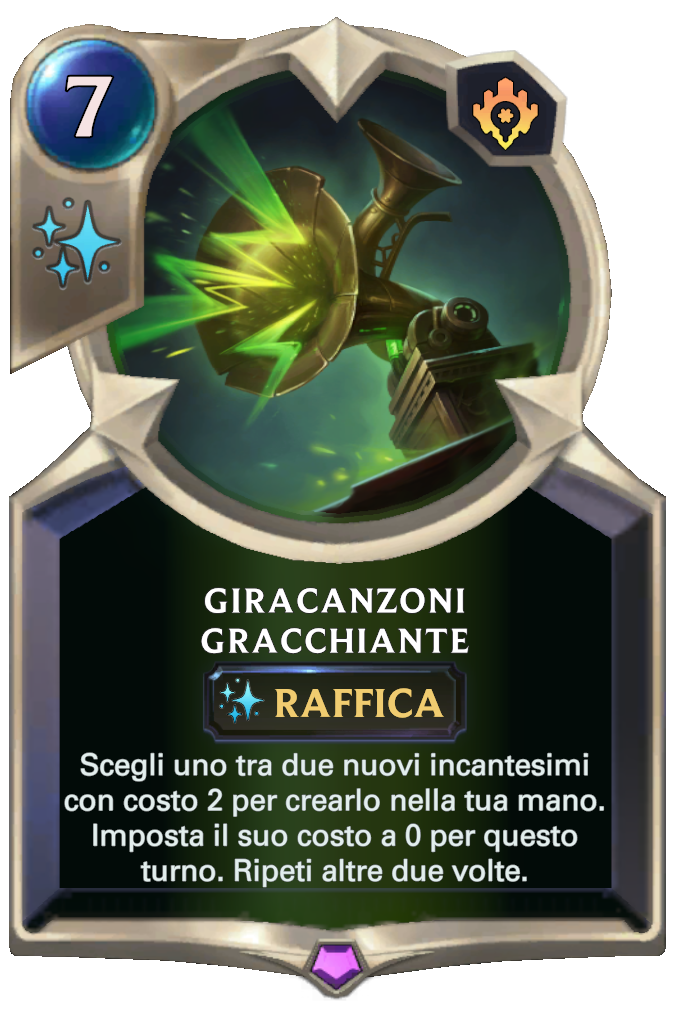 7
GIRACANZONI
GRACCHIANTE
RAFFICA
Scegli uno tra due nuovi incantesimi
con costo 2 per crearlo nella tua mano.
Imposta il suo costo a 0 per questo
turno. Ripeti altre due volte.